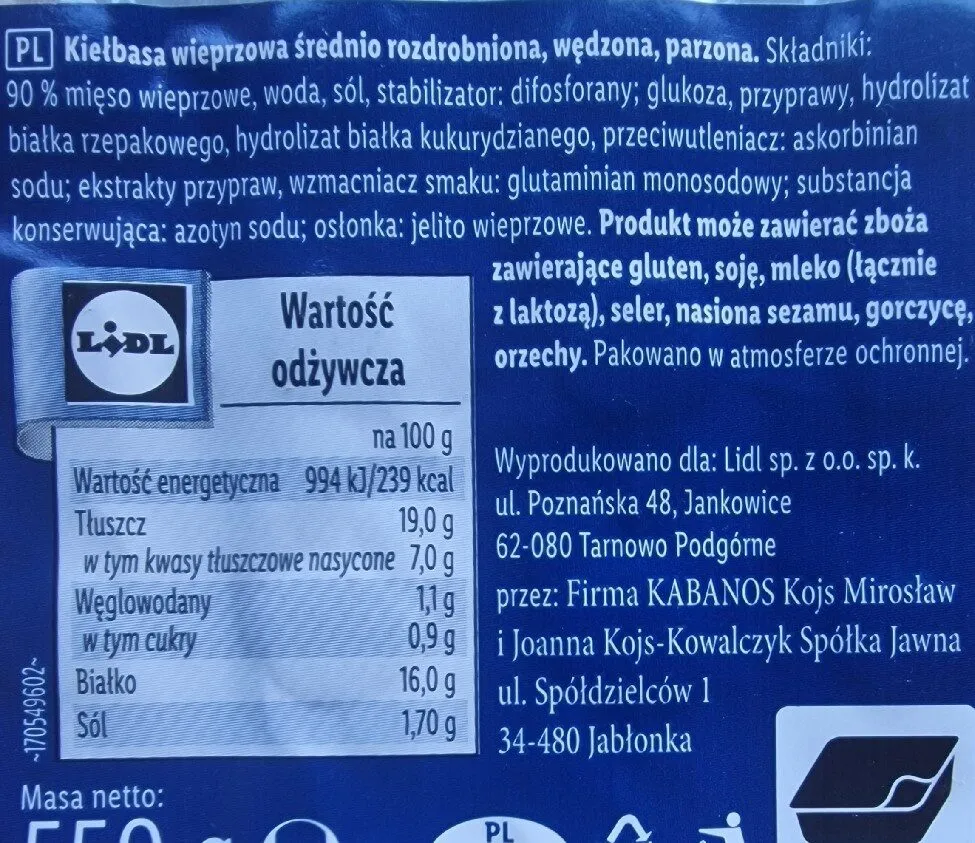 PL Kiełbasa wieprzowa średnio rozdrobniona, wędzona, parzona. Składniki:
90 % mięso wieprzowe, woda, sól, stabilizator: difosforany; glukoza, przyprawy, hydrolizat
białka rzepakowego, hydrolizat białka kukurydzianego, przeciwutleniacz: askorbinian
sodu; ekstrakty przypraw, wzmacniacz smaku: glutaminian monosodowy; substancja
konserwująca: azotyn sodu; osłonka: jelito wieprzowe. Produkt może zawierać zboża
zawierające gluten, soję, mleko (łącznie
z laktozą), seler, nasiona sezamu, gorczycę,
orzechy. Pakowano w atmosferze ochronnej.
LiDL
Wartość
odżywcza
na 100 g
Wartość energetyczna 994 kJ/239 kcal
Tłuszcz 19,0 g
w tym kwasy tłuszczowe nasycone 7,0 g
Węglowodany 1,1 g
w tym cukry 0,9 g
Białko 16,0 g
Sól 1,70 g
~170549602~
Wyprodukowano dla: Lidl sp. z o.o. sp. k.
ul. Poznańska 48, Jankowice
62-080 Tarnowo Podgórne
przez: Firma KABANOS Kojs Mirosław
i Joanna Kojs-Kowalczyk Spółka Jawna
ul. Spółdzielców 1
34-480 Jabłonka
Masa netto:
550 g
PL